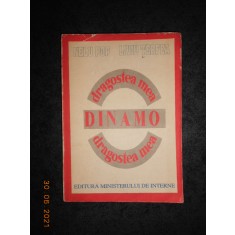 dragostea mea
DINAMO
dragostea mea
EDITURA MINISTERULUI DE INTERNE
30 06 2021